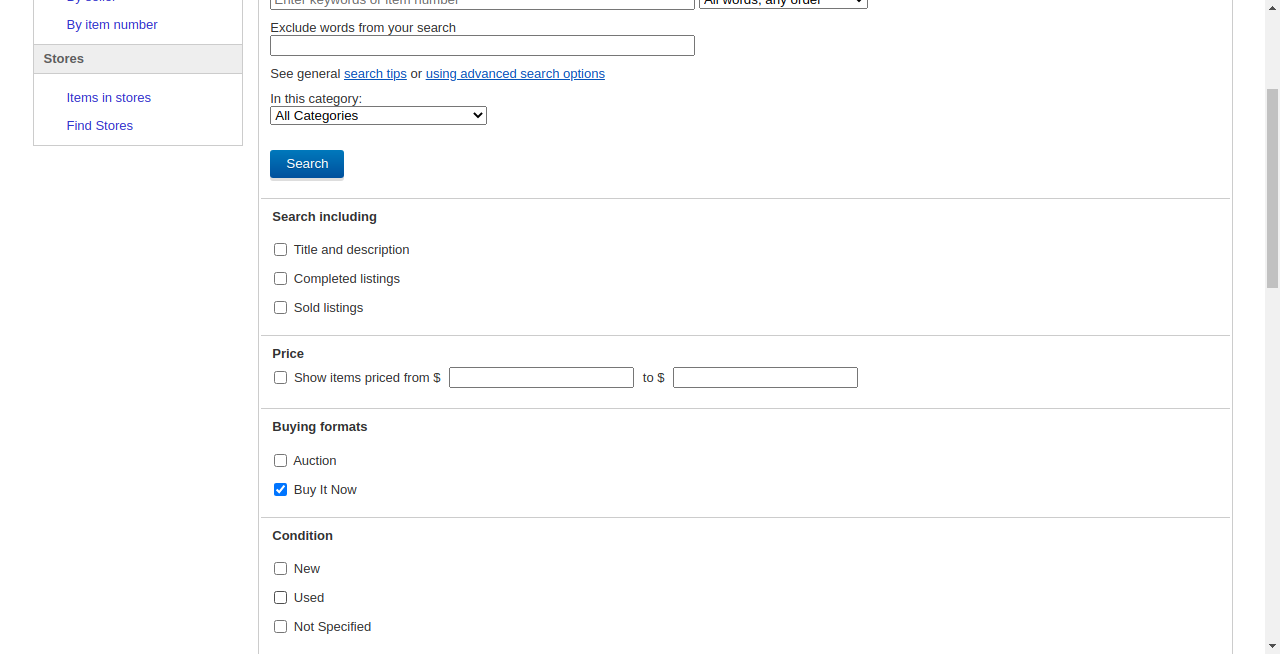 By seller
By item number
Stores
Items in stores
Find Stores
Enter keywords or item number
All words, any order
Exclude words from your search
See general search tips or using advanced search options
In this category:
All Categories
Search
Search including
Title and description
Completed listings
Sold listings
Price
Show items priced from $ to $
Buying formats
Auction
Buy It Now
Condition
New
Used
Not Specified